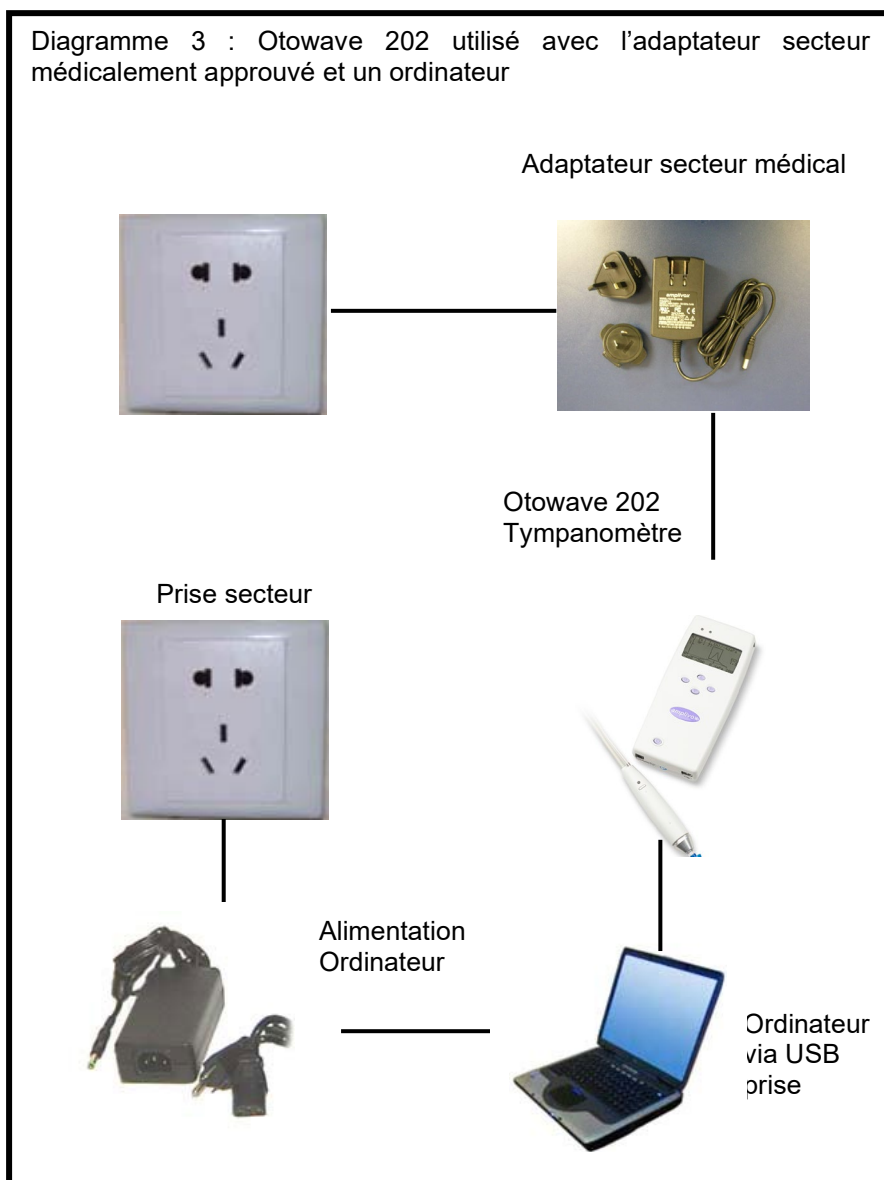 Diagramme 3 : Otowave 202 utilisé avec l’adaptateur secteur
médicalement approuvé et un ordinateur
Adaptateur secteur médical
Otowave 202
Tympanomètre
Prise secteur
Alimentation
Ordinateur
Ordinateur
via USB
prise